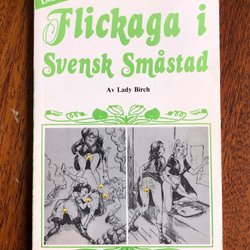 Flickaga i
Svensk Småstad
Av Lady Birch